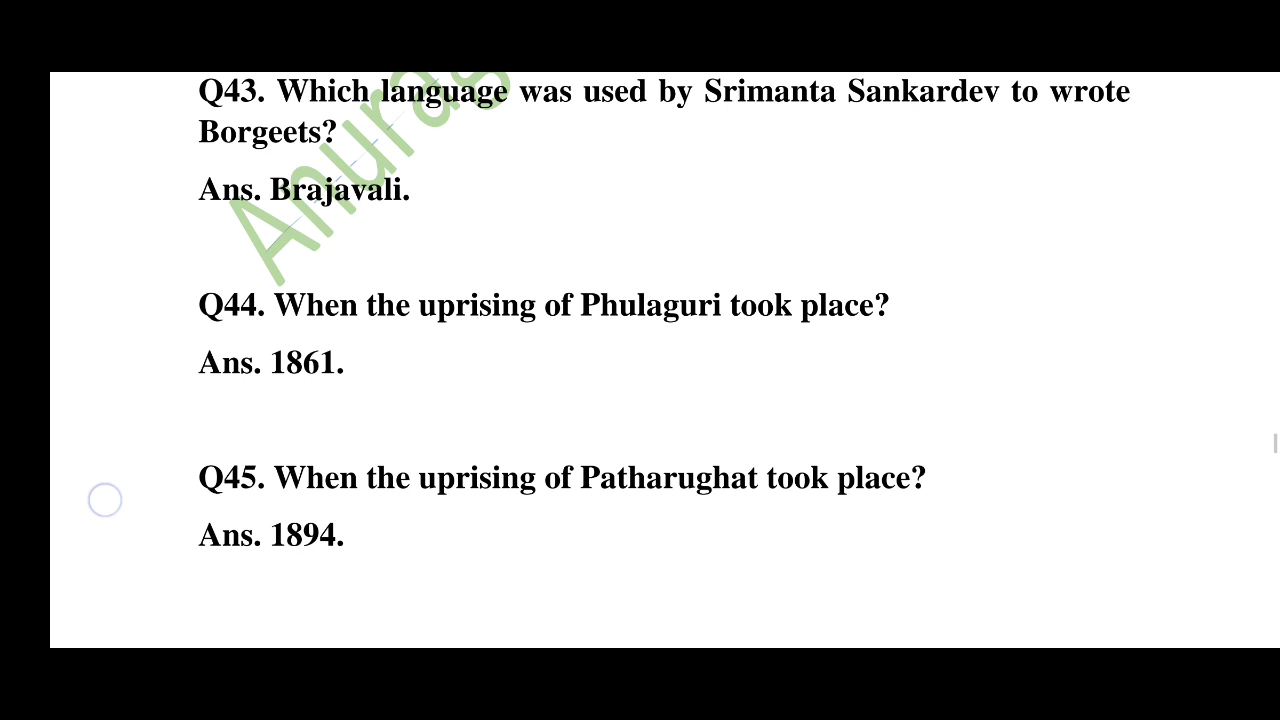 Q43. Which language was used by Srimanta Sankardev to wrote
Borgeets?
Ans. Brajavali.
Q44. When the uprising of Phulaguri took place?
Ans. 1861.
Q45. When the uprising of Patharughat took place?
Ans. 1894.
Anurag